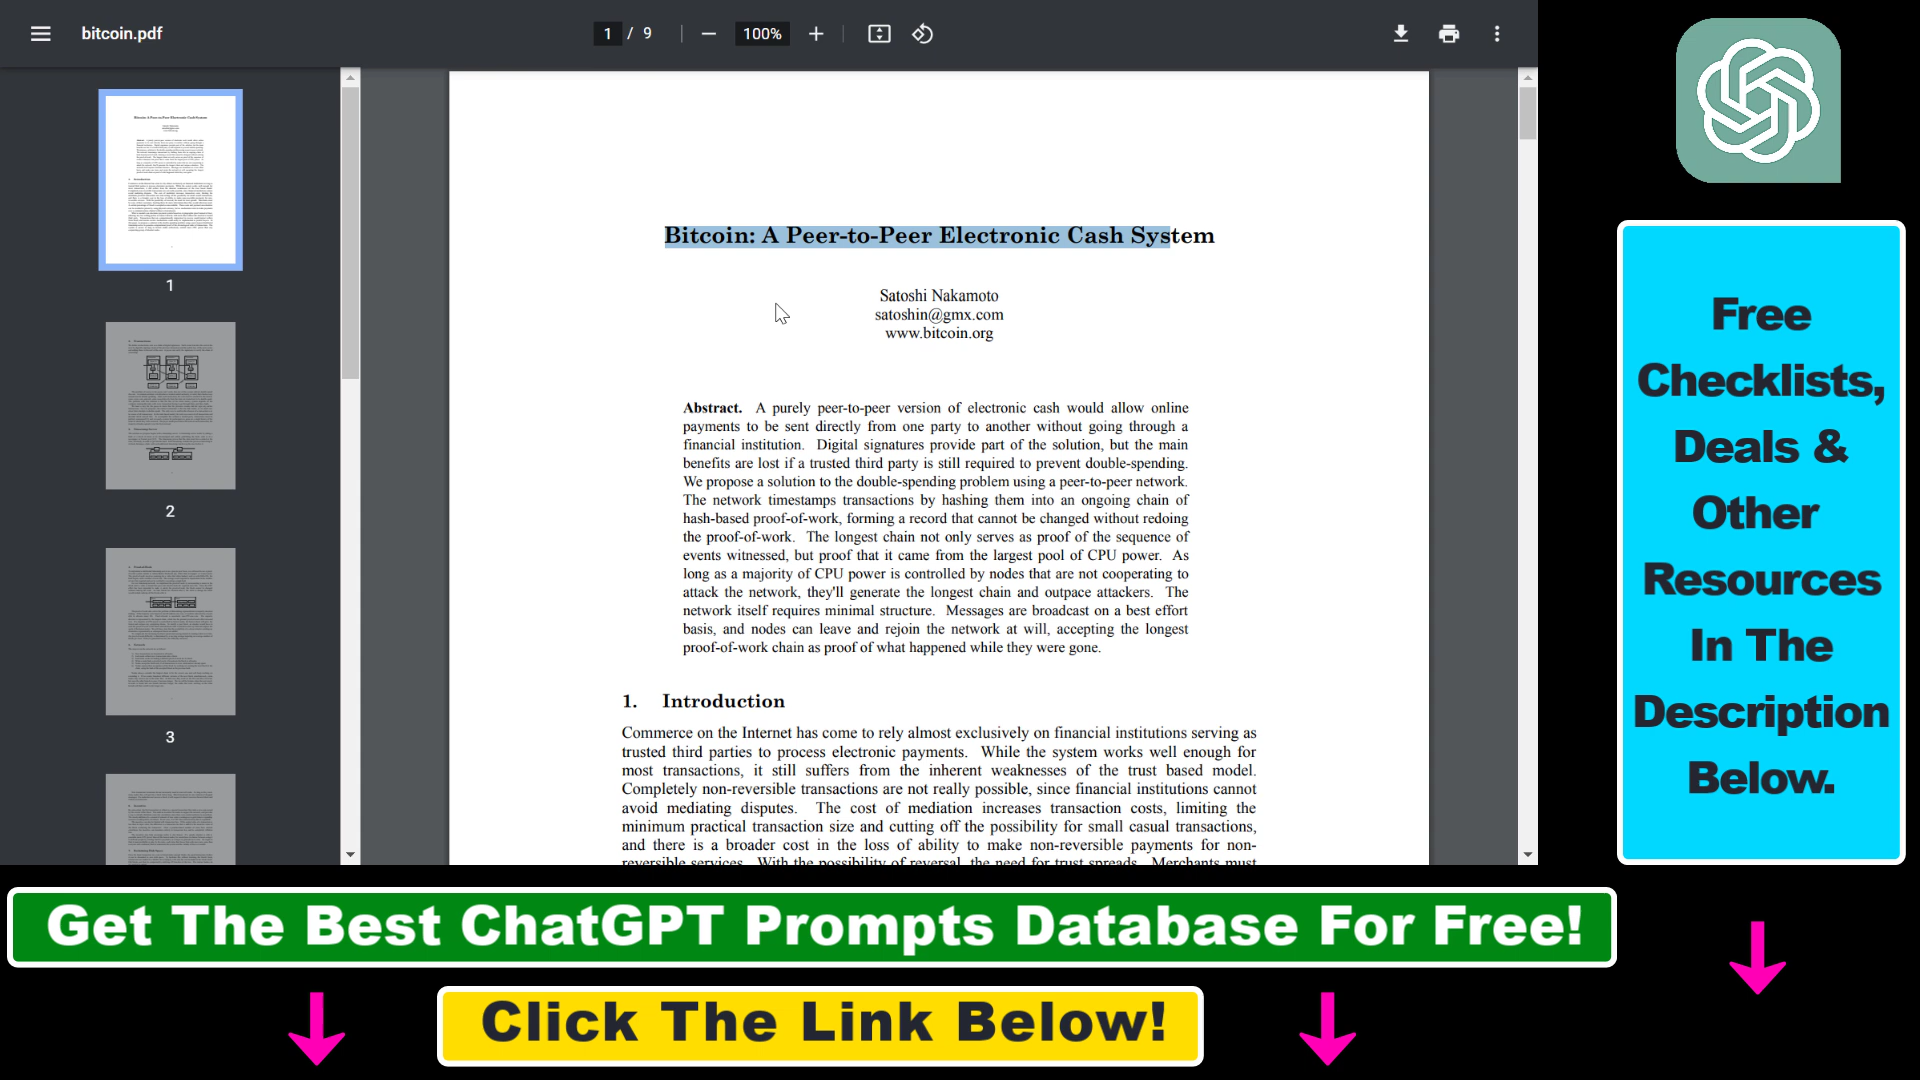 bitcoin.pdf
1 / 9
100%
1
2
3
Bitcoin: A Peer-to-Peer Electronic Cash System
Satoshi Nakamoto
satoshin@gmx.com
www.bitcoin.org
Abstract. A purely peer-to-peer version of electronic cash would allow online
payments to be sent directly from one party to another without going through a
financial institution. Digital signatures provide part of the solution, but the main
benefits are lost if a trusted third party is still required to prevent double-spending.
We propose a solution to the double-spending problem using a peer-to-peer network.
The network timestamps transactions by hashing them into an ongoing chain of
hash-based proof-of-work, forming a record that cannot be changed without redoing
the proof-of-work. The longest chain not only serves as proof of the sequence of
events witnessed, but proof that it came from the largest pool of CPU power. As
long as a majority of CPU power is controlled by nodes that are not cooperating to
attack the network, they'll generate the longest chain and outpace attackers. The
network itself requires minimal structure. Messages are broadcast on a best effort
basis, and nodes can leave and rejoin the network at will, accepting the longest
proof-of-work chain as proof of what happened while they were gone.
1. Introduction
Commerce on the Internet has come to rely almost exclusively on financial institutions serving as
trusted third parties to process electronic payments. While the system works well enough for
most transactions, it still suffers from the inherent weaknesses of the trust based model.
Completely non-reversible transactions are not really possible, since financial institutions cannot
avoid mediating disputes. The cost of mediation increases transaction costs, limiting the
minimum practical transaction size and cutting off the possibility for small casual transactions,
and there is a broader cost in the loss of ability to make non-reversible payments for non-
reversible services. With the possibility of reversal, the need for trust spreads. Merchants must
Free
Checklists,
Deals &
Other
Resources
In The
Description
Below.
Get The Best ChatGPT Prompts Database For Free!
Click The Link Below!